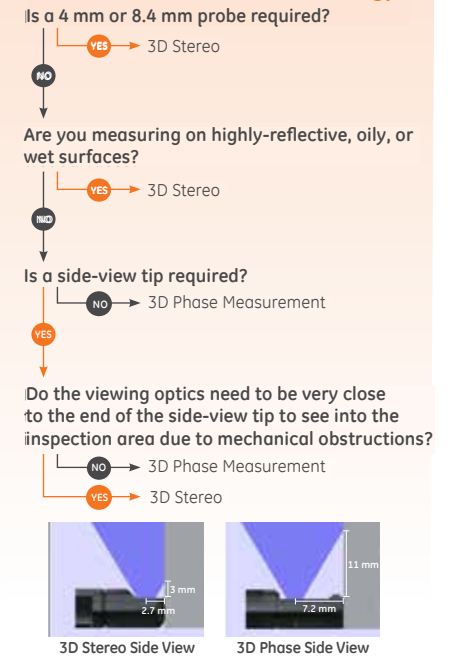 Is a 4 mm or 8.4 mm probe required?
YES 3D Stereo
NO
Are you measuring on highly-reflective, oily, or
wet surfaces?
YES 3D Stereo
NO
Is a side-view tip required?
NO 3D Phase Measurement
YES
Do the viewing optics need to be very close
to the end of the side-view tip to see into the
inspection area due to mechanical obstructions?
NO 3D Phase Measurement
YES 3D Stereo
3 mm
2.7 mm
11 mm
7.2 mm
3D Stereo Side View
3D Phase Side View